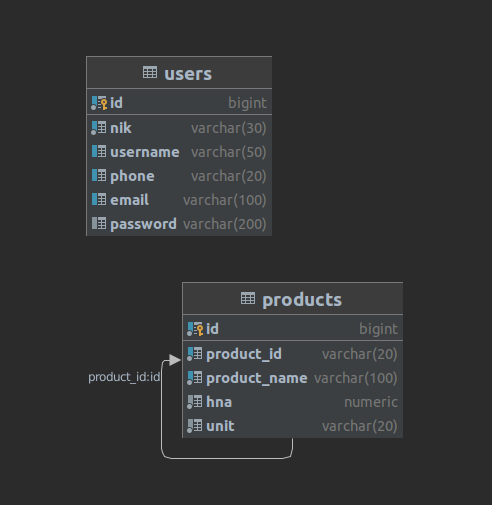 users
id bigint
nik varchar(30)
username varchar(50)
phone varchar(20)
email varchar(100)
password varchar(200)
products
id bigint
product_id varchar(20)
product_id:id
product_name varchar(100)
hna numeric
unit varchar(20)